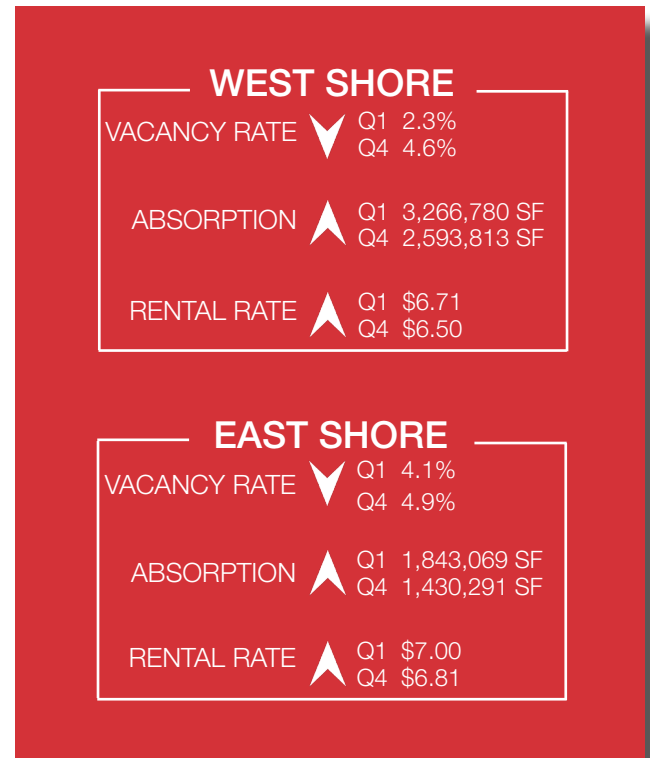 WEST SHORE
VACANCY RATE
Q1 2.3%
Q4 4.6%
ABSORPTION
Q1 3,266,780 SF
Q4 2,593,813 SF
RENTAL RATE
Q1 $6.71
Q4 $6.50
EAST SHORE
VACANCY RATE
Q1 4.1%
Q4 4.9%
ABSORPTION
Q1 1,843,069 SF
Q4 1,430,291 SF
RENTAL RATE
Q1 $7.00
Q4 $6.81